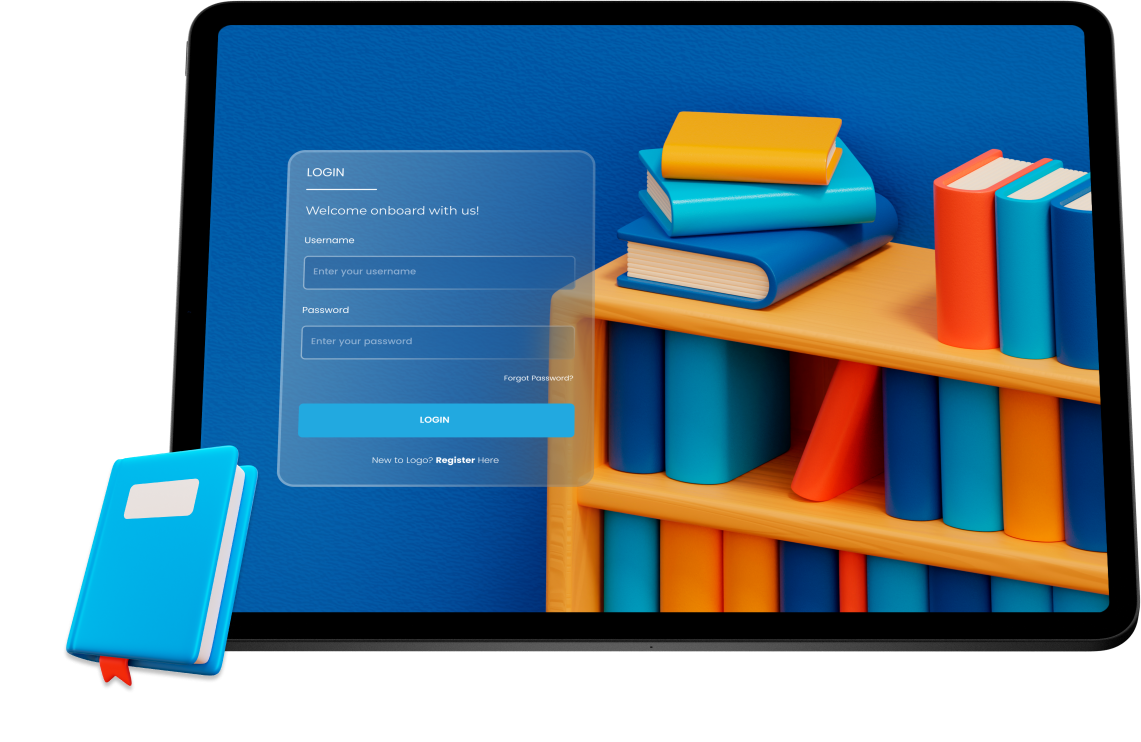 LOGIN
Welcome onboard with us!
Username
Enter your username
Password
Enter your password
Forgot Password?
LOGIN
New to Logo? Register Here